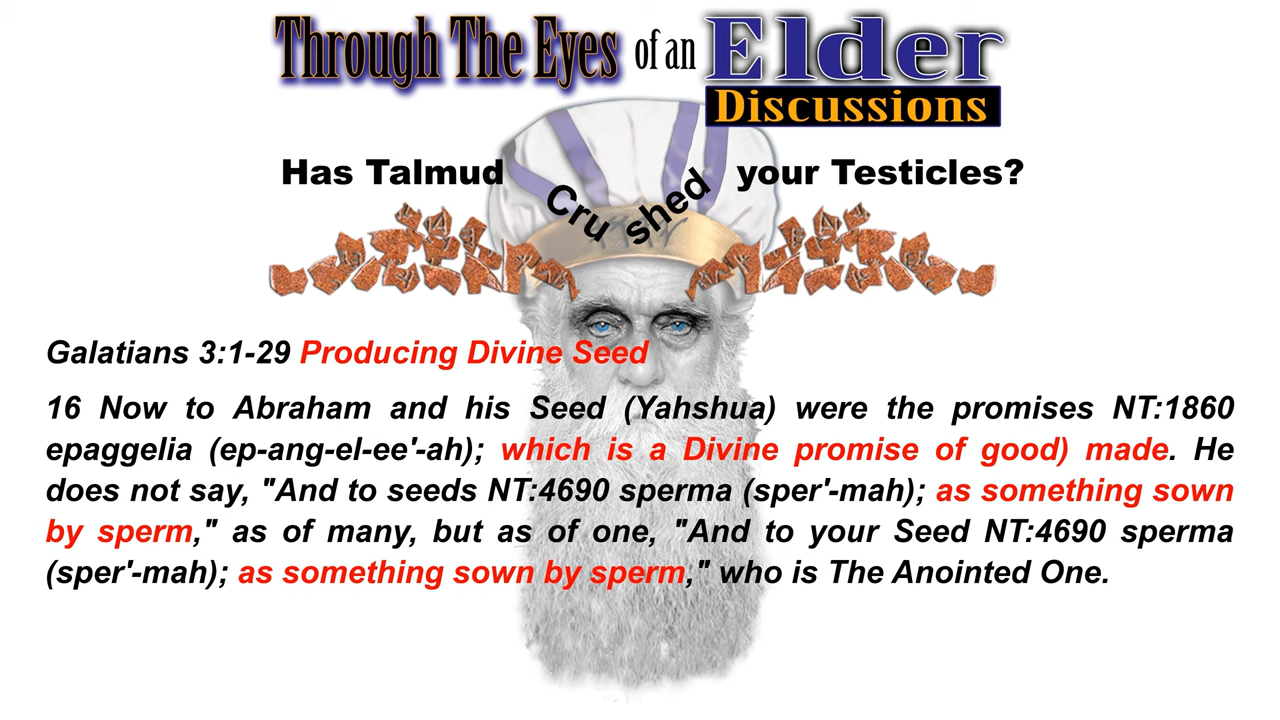 Through The Eyes of an Elder
Discussions
Has Talmud Crushed your Testicles?
Galatians 3:1-29 Producing Divine Seed
16 Now to Abraham and his Seed (Yahshua) were the promises NT:1860
epaggelia (ep-ang-el-ee'-ah); which is a Divine promise of good) made. He
does not say, "And to seeds NT:4690 sperma (sper'-mah); as something sown
by sperm," as of many, but as of one, "And to your Seed NT:4690 sperma
(sper'-mah); as something sown by sperm," who is The Anointed One.